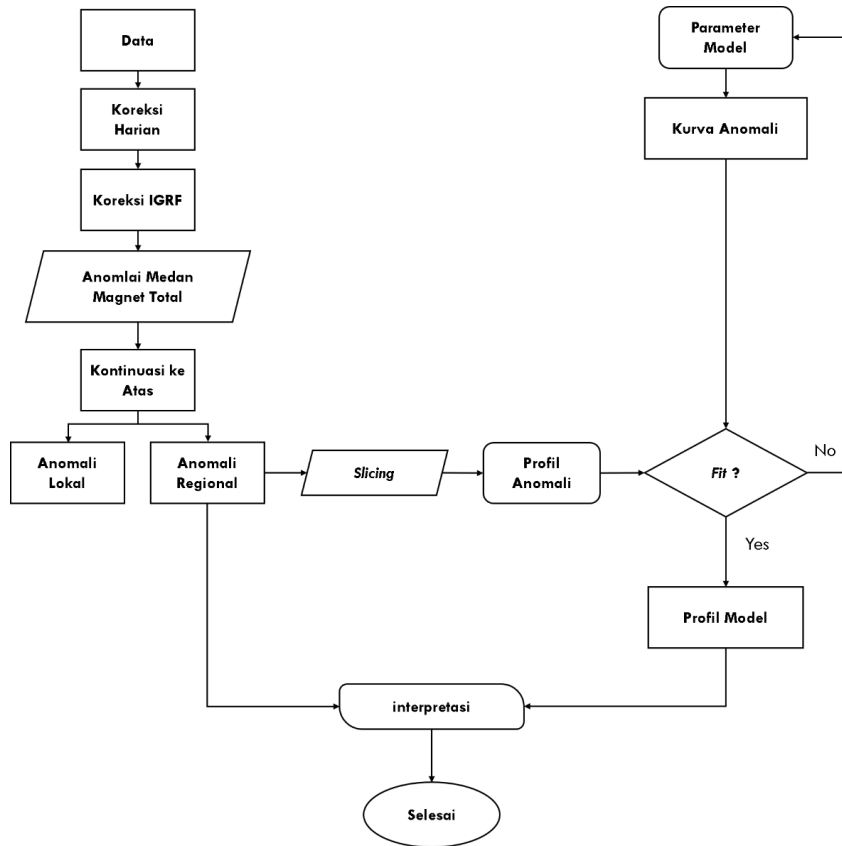 Data
Koreksi
Harian
Koreksi IGRF
Anomlai Medan
Magnet Total
Kontinuasi ke
Atas
Anomali
Lokal
Anomali
Regional
Slicing
Profil
Anomali
Parameter
Model
Kurva Anomali
Fit ?
No
Yes
Profil Model
interpretasi
Selesai